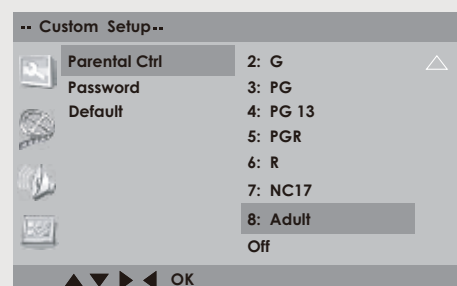 -- Custom Setup--
Parental Ctrl
Password
Default
2: G
3: PG
4: PG 13
5: PGR
6: R
7: NC17
8: Adult
Off
OK